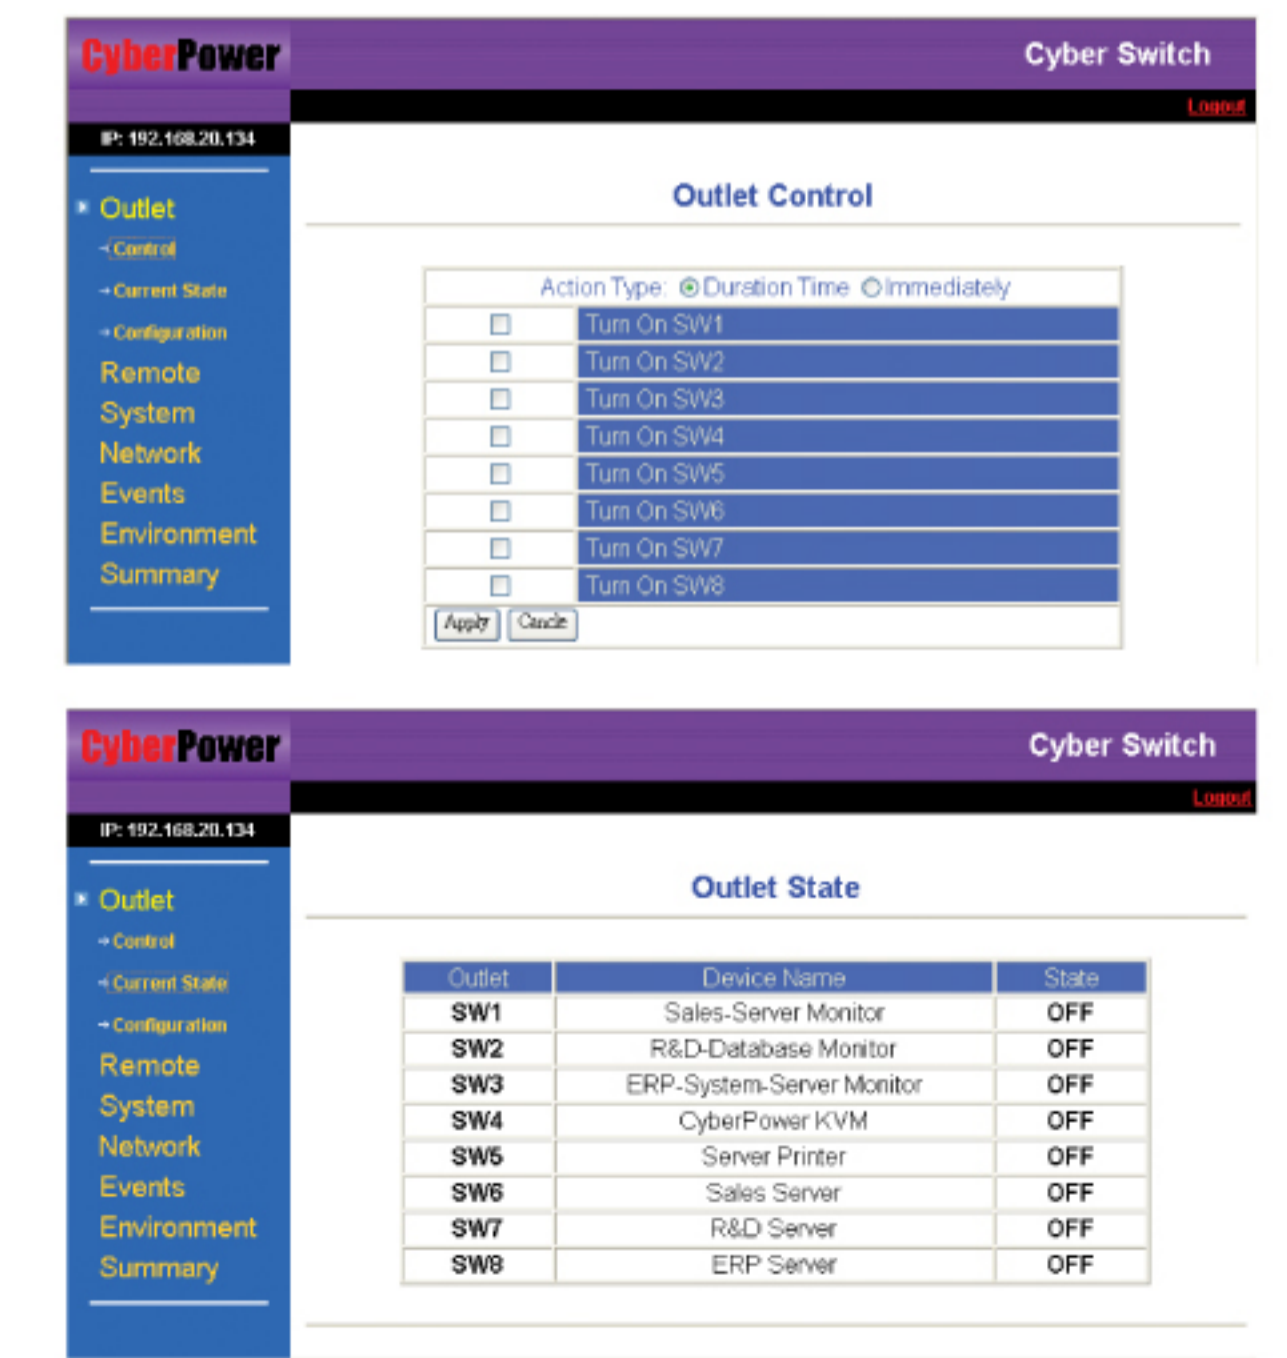 CyberPower
Cyber Switch
Logout
IP: 192.168.20.134
Outlet
Control
Current State
Configuration
Remote
System
Network
Events
Environment
Summary
Outlet Control
Action Type: Duration Time Immediately
Turn On SW1
Turn On SW2
Turn On SW3
Turn On SW4
Turn On SW5
Turn On SW6
Turn On SW7
Turn On SW8
Apply Cancle
CyberPower
Cyber Switch
Logout
IP: 192.168.20.134
Outlet
Control
Current State
Configuration
Remote
System
Network
Events
Environment
Summary
Outlet State
Outlet Device Name State
SW1 Sales-Server Monitor OFF
SW2 R&D-Database Monitor OFF
SW3 ERP-System-Server Monitor OFF
SW4 CyberPower KVM OFF
SW5 Server Printer OFF
SW6 Sales Server OFF
SW7 R&D Server OFF
SW8 ERP Server OFF